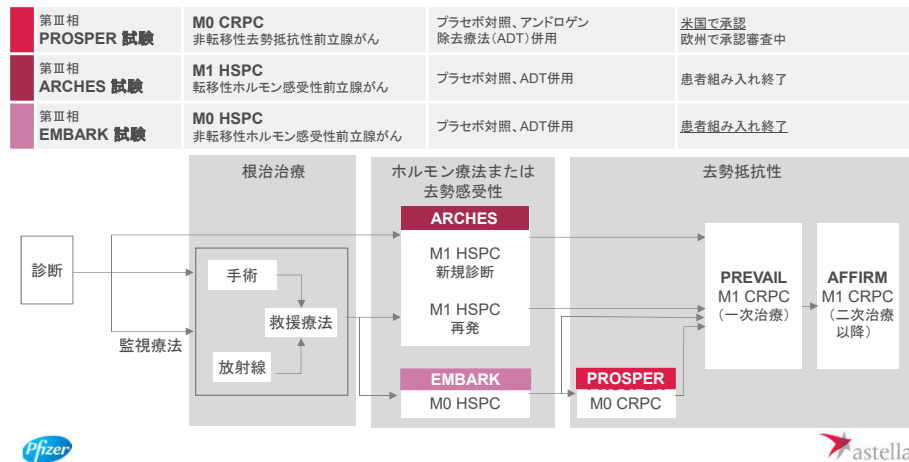 第Ⅲ相
PROSPER 試験
M0 CRPC
非転移性去勢抵抗性前立腺がん
プラセボ対照、アンドロゲン
除去療法(ADT)併用
米国で承認
欧州で承認審査中
第Ⅲ相
ARCHES 試験
M1 HSPC
転移性ホルモン感受性前立腺がん
プラセボ対照、ADT併用
患者組み入れ終了
第Ⅲ相
EMBARK 試験
M0 HSPC
非転移性ホルモン感受性前立腺がん
プラセボ対照、ADT併用
患者組み入れ終了
根治治療
ホルモン療法または
去勢感受性
去勢抵抗性
診断
監視療法
手術
救援療法
放射線
ARCHES
M1 HSPC
新規診断
M1 HSPC
再発
EMBARK
M0 HSPC
PROSPER
M0 CRPC
PREVAIL
M1 CRPC
(一次治療)
AFFIRM
M1 CRPC
(二次治療
以降)
Pfizer
astella